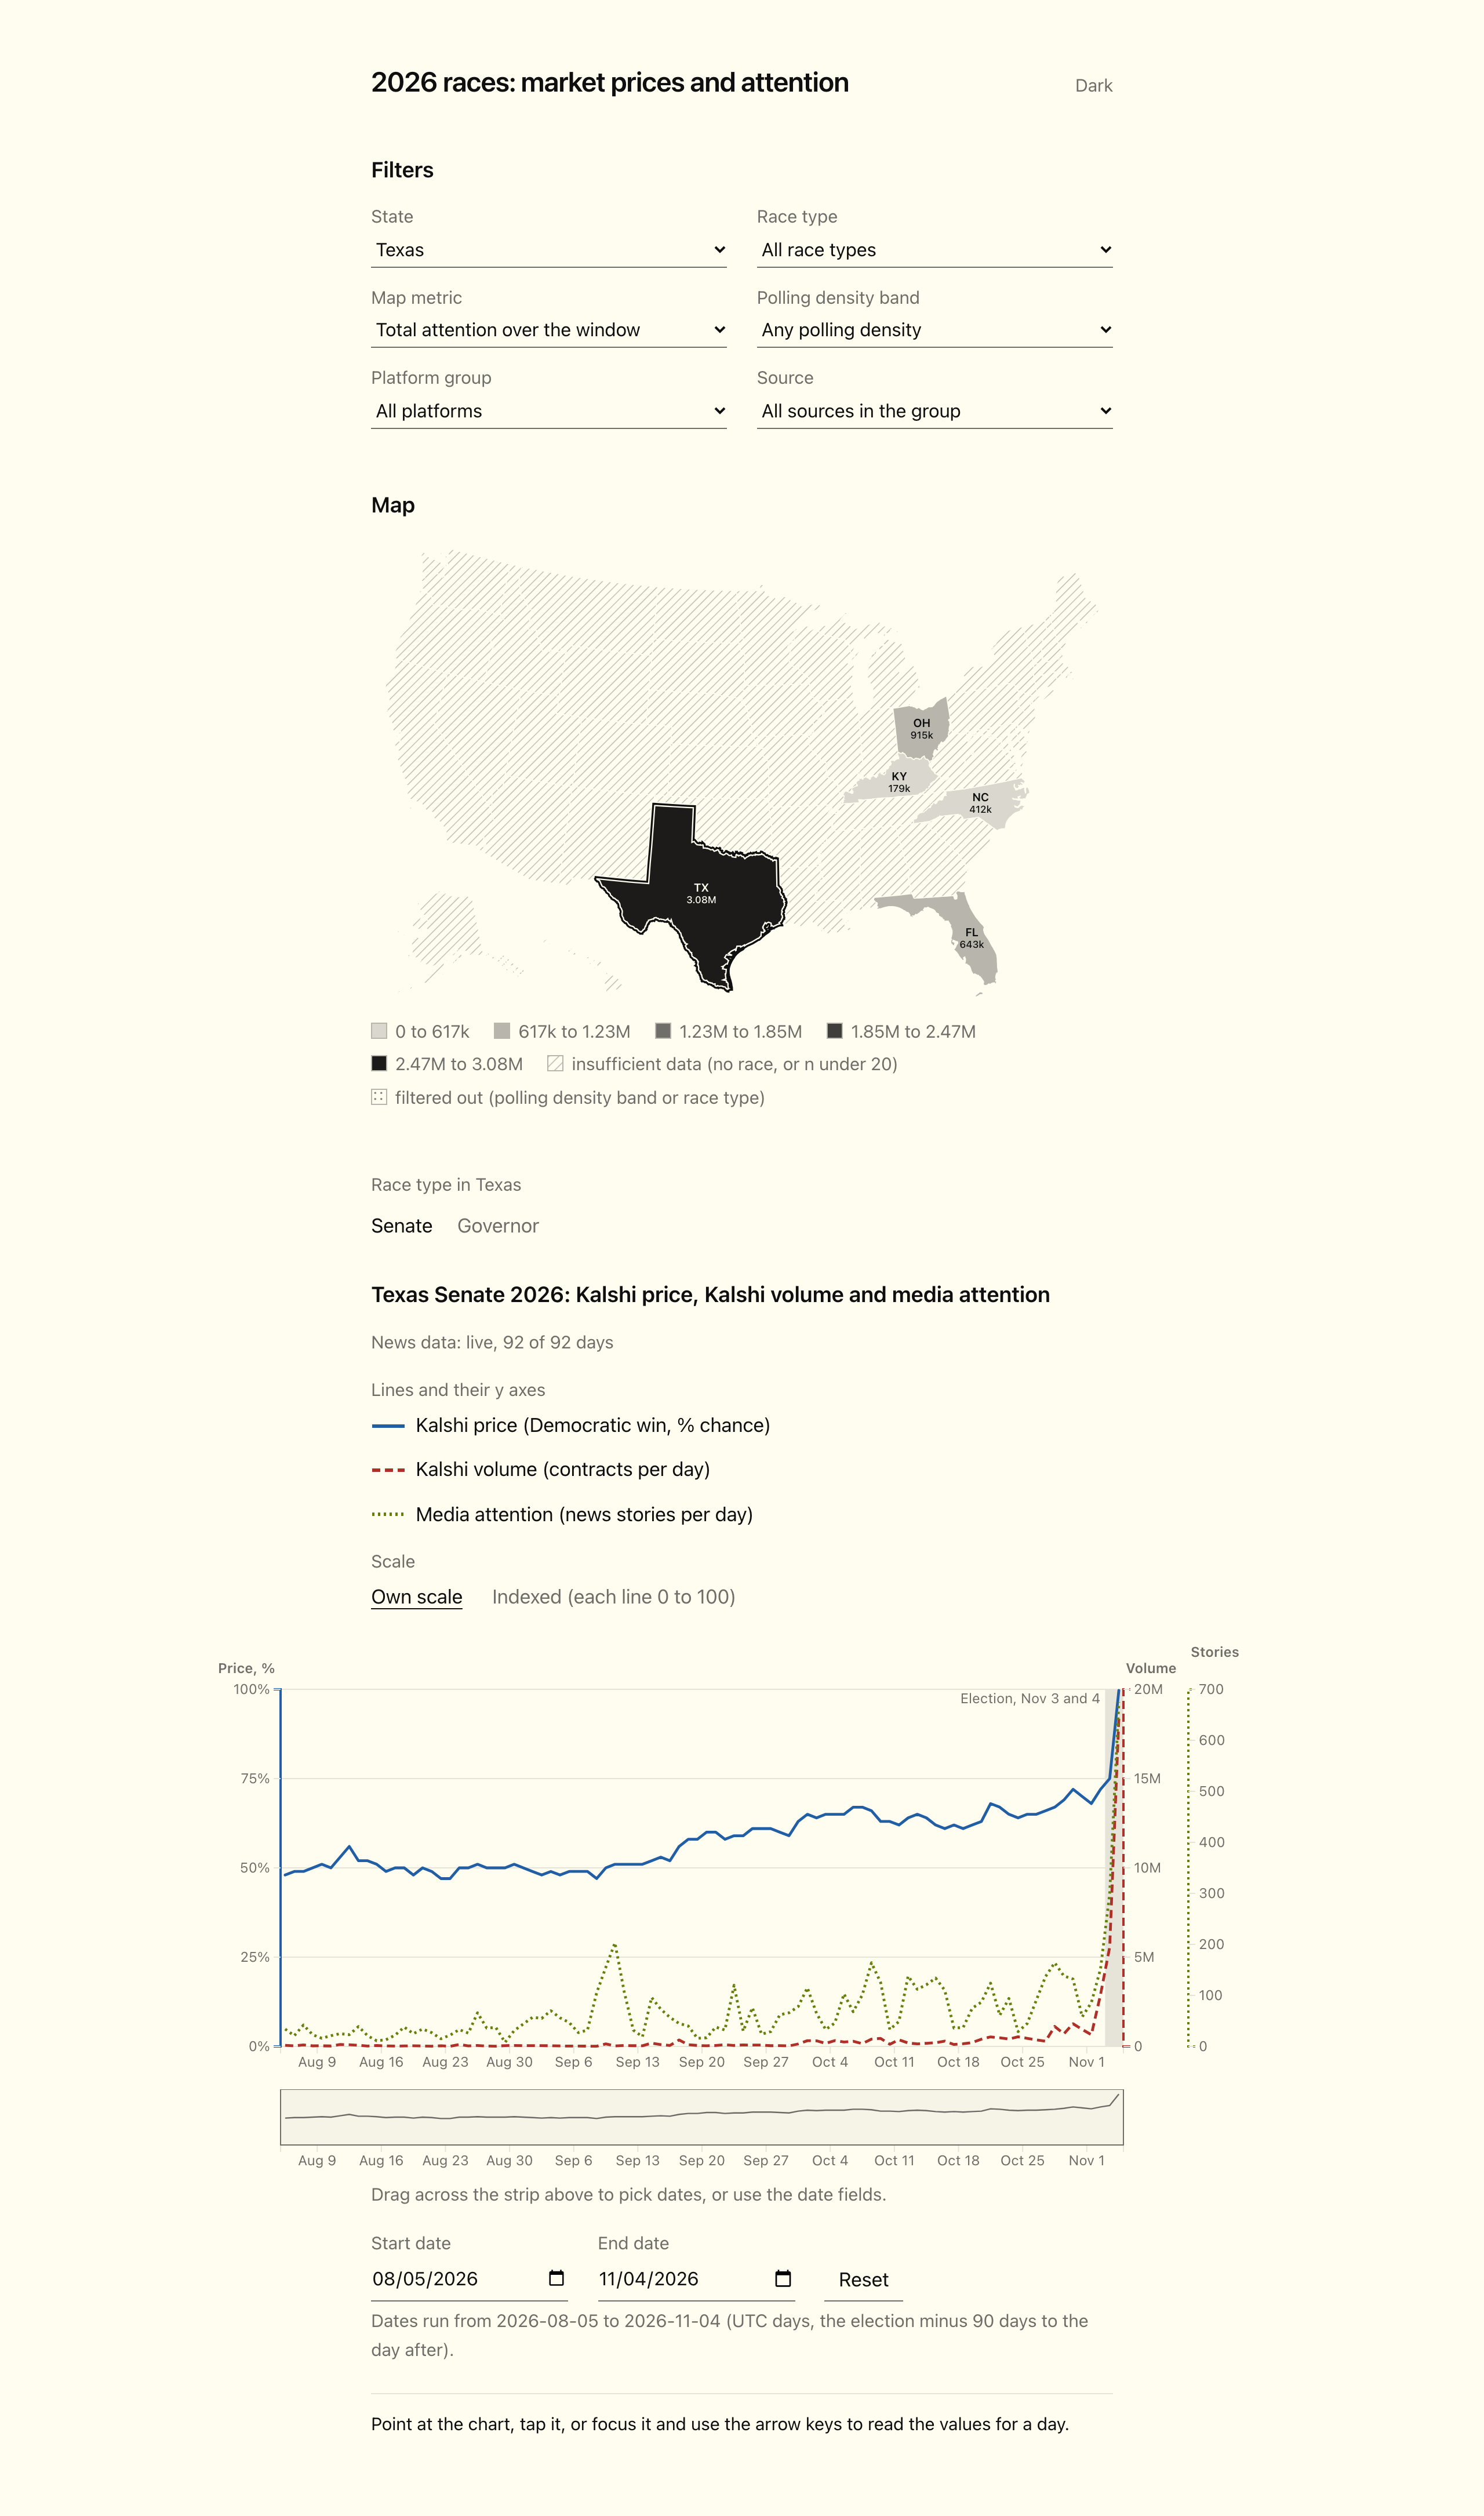 2026 races: market prices and attention
Dark
Filters
State
Race type
Texas
All race types
Map metric
Polling density band
Total attention over the window
Any polling density
Platform group
Source
All platforms
All sources in the group
Map
OH
915k
KY
179k
NC
412k
TX
3.08M
FL
643k
0 to 617k
617k to 1.23M
1.23M to 1.85M
1.85M to 2.47M
2.47M to 3.08M
insufficient data (no race, or n under 20)
filtered out (polling density band or race type)
Race type in Texas
Senate
Governor
Texas Senate 2026: Kalshi price, Kalshi volume and media attention
News data: live, 92 of 92 days
Lines and their y axes
Kalshi price (Democratic win, % chance)
Kalshi volume (contracts per day)
Media attention (news stories per day)
Scale
Own scale
Indexed (each line 0 to 100)
Stories
Price, %
Volume
100%
Election, Nov 3 and 4
20M
700
600
75%
15M
500
400
50%
10M
300
200
25%
5M
100
0%
0
0
Aug 9
Aug 16
Aug 23
Aug 30
Sep 6
Sep 13
Sep 20
Sep 27
Oct 4
Oct 11
Oct 18
Oct 25
Nov 1
Aug 9
Aug 16
Aug 23
Aug 30
Sep 6
Sep 13
Sep 20
Sep 27
Oct 4
Oct 11
Oct 18
Oct 25
Nov 1
Drag across the strip above to pick dates, or use the date fields.
Start date
End date
08/05/2026
11/04/2026
Reset
Dates run from 2026-08-05 to 2026-11-04 (UTC days, the election minus 90 days to the
day after).
Point at the chart, tap it, or focus it and use the arrow keys to read the values for a day.